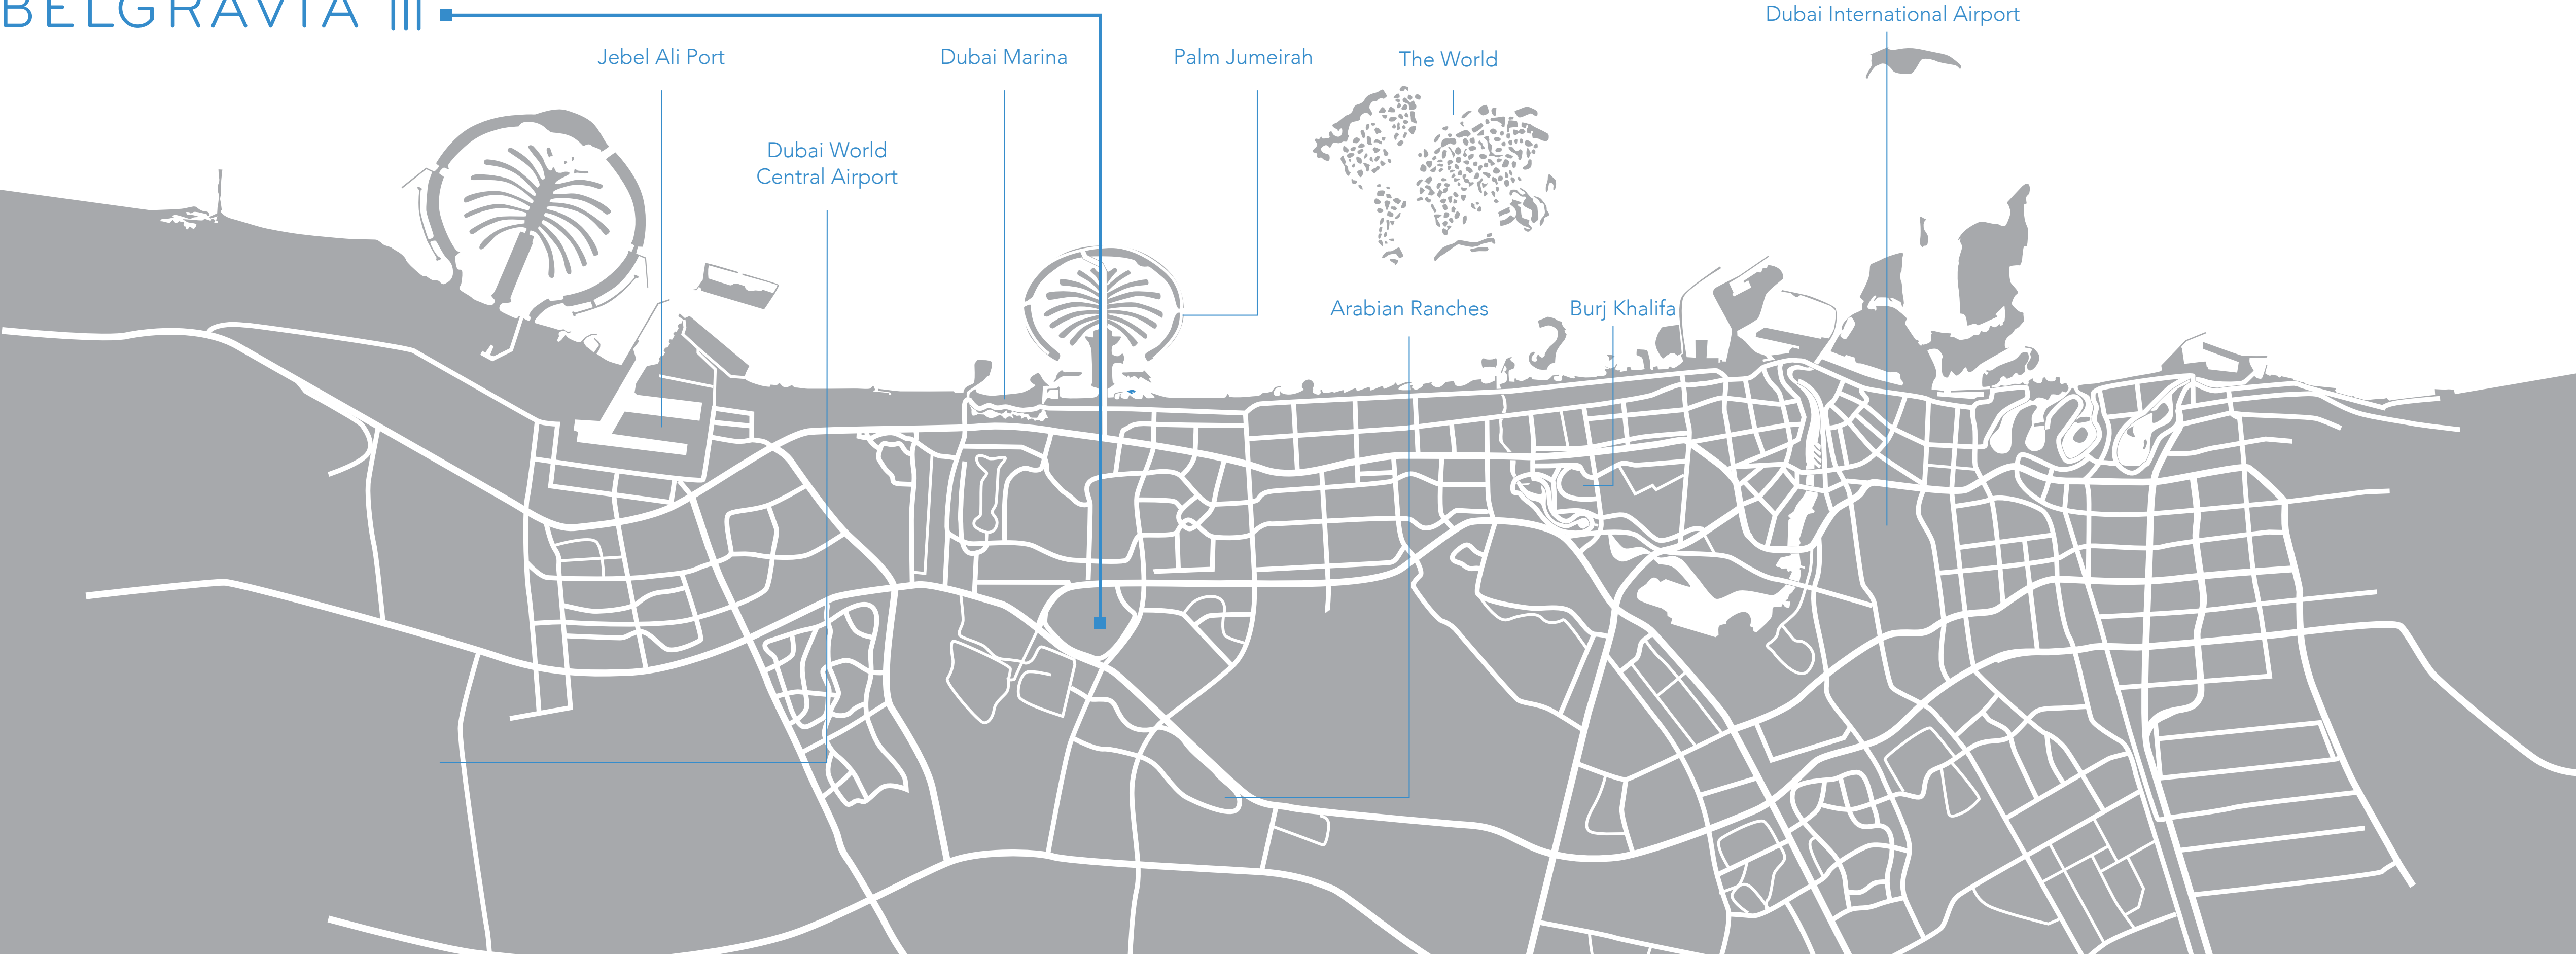 BELGRAVIA III
Dubai International Airport
Jebel Ali Port
Dubai Marina
Palm Jumeirah
The World
Dubai World
Central Airport
Arabian Ranches
Burj Khalifa